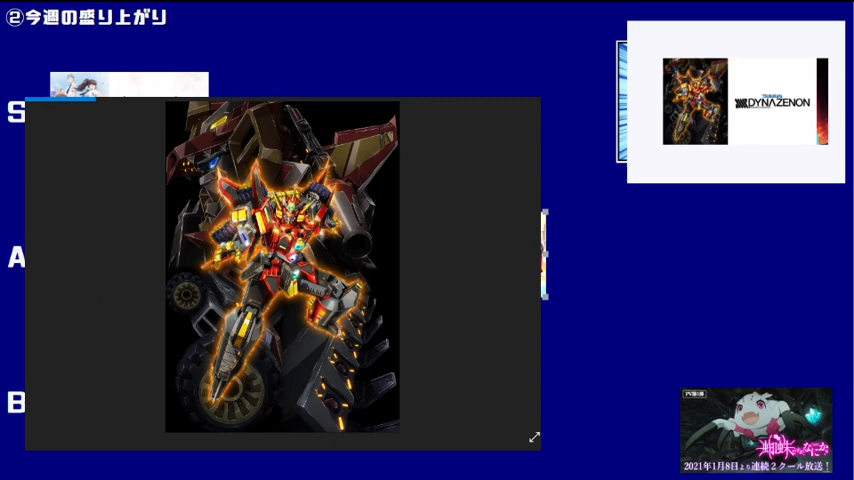 ②今週の盛り上がり
S
A
B
TSUBURAYA
DYNAZENON
TV第1弾
蜘蛛ですが、なにか?
2021年1月8日より連続2クール放送!